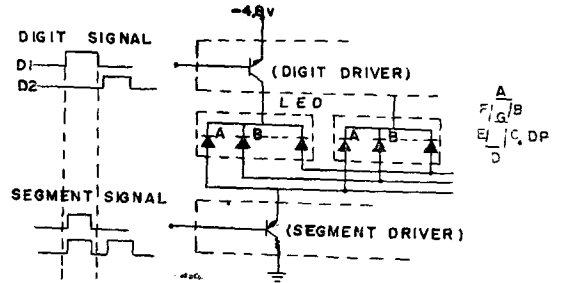 -4.8v
DIGIT SIGNAL
D1
D2
(DIGIT DRIVER)
LED
A B
A B
A
F G B
E C. DP
D
SEGMENT SIGNAL
(SEGMENT DRIVER)